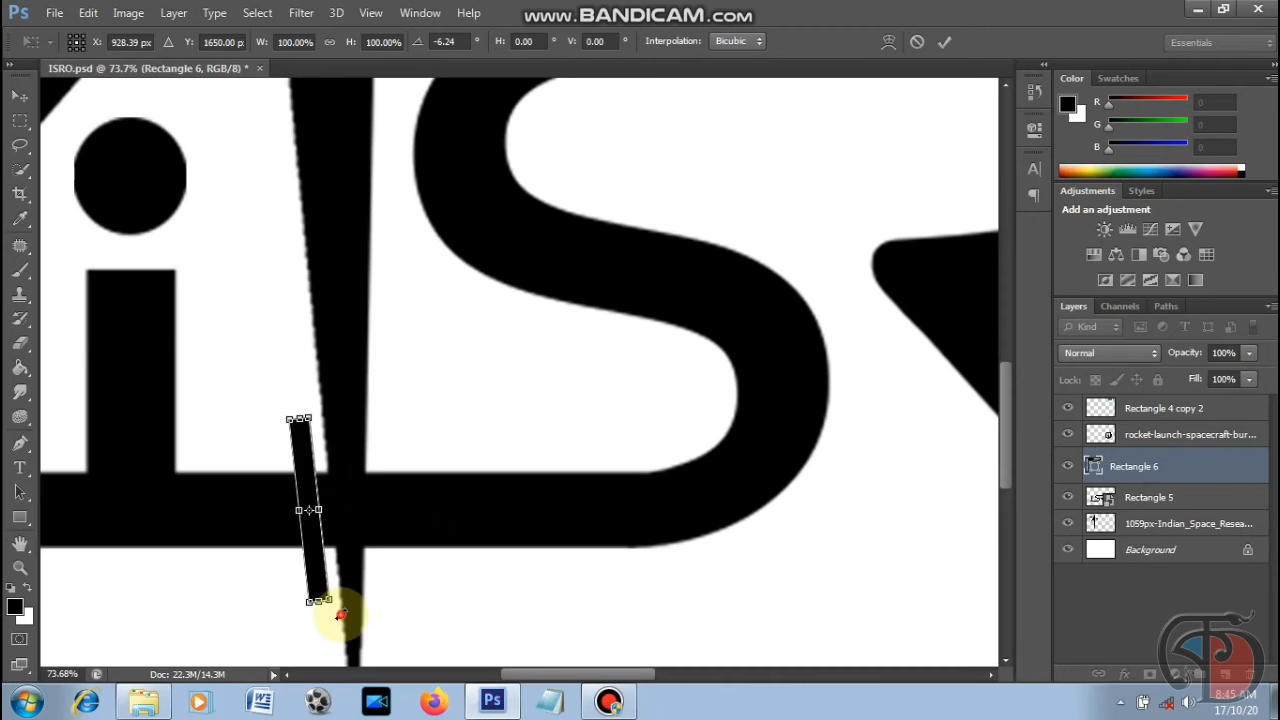 www.BANDICAM.com
Ps File Edit Image Layer Type Select Filter 3D View Window Help
X: 928.39 px Y: 1650.00 p: W: 100.00% H: 100.00% -6.24 ° H: 0.00 ° V: 0.00 ° Interpolation: Bicubic Essentials
ISRO.psd @ 73.7% (Rectangle 6, RGB/8) * ×
Color Swatches
R 0
G 0
B 0
Adjustments Styles
Add an adjustment
Layers Channels Paths
Kind
Normal Opacity: 100%
Lock: Fill: 100%
Rectangle 4 copy 2
rocket-launch-spacecraft-bur...
Rectangle 6
Rectangle 5
1059px-Indian_Space_Resea...
Background
i S
73.68% Doc: 22.3M/14.3M
8:45 AM
17/10/20